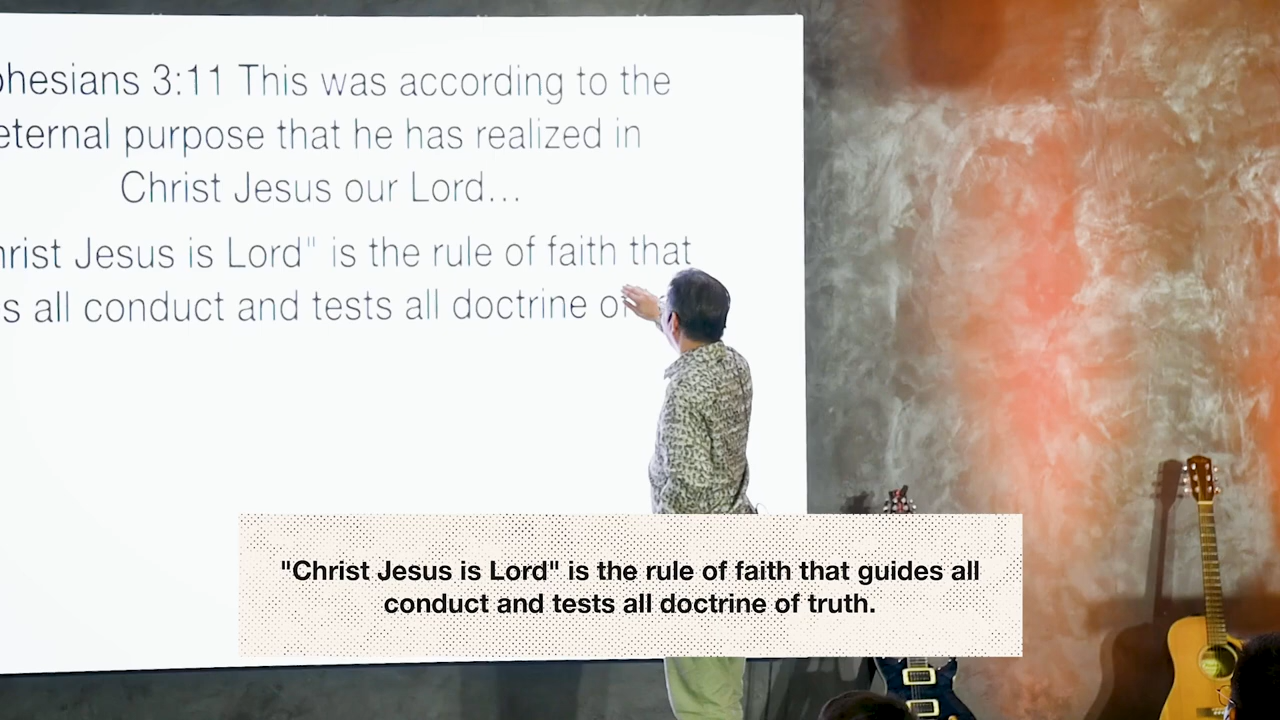 phesians 3:11 This was according to the
eternal purpose that he has realized in
Christ Jesus our Lord...
hrist Jesus is Lord" is the rule of faith that
s all conduct and tests all doctrine of
"Christ Jesus is Lord" is the rule of faith that guides all
conduct and tests all doctrine of truth.